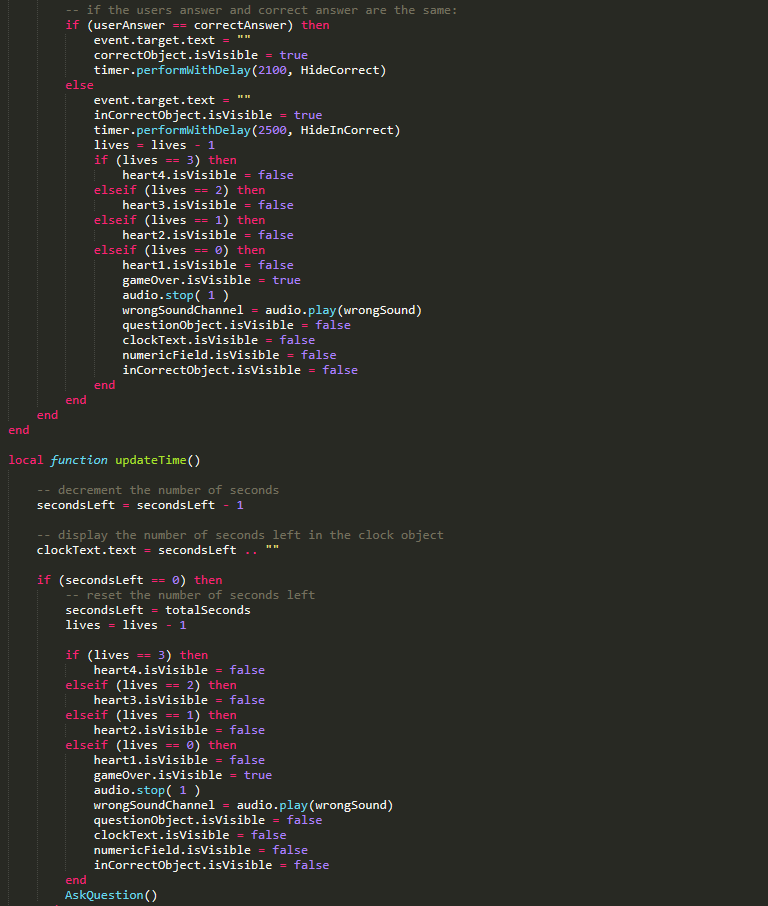 -- if the users answer and correct answer are the same:
if (userAnswer == correctAnswer) then
event.target.text = ""
correctObject.isVisible = true
timer.performWithDelay(2100, HideCorrect)
else
event.target.text = ""
inCorrectObject.isVisible = true
timer.performWithDelay(2500, HideInCorrect)
lives = lives - 1
if (lives == 3) then
heart4.isVisible = false
elseif (lives == 2) then
heart3.isVisible = false
elseif (lives == 1) then
heart2.isVisible = false
elseif (lives == 0) then
heart1.isVisible = false
gameOver.isVisible = true
audio.stop( 1 )
wrongSoundChannel = audio.play(wrongSound)
questionObject.isVisible = false
clockText.isVisible = false
numericField.isVisible = false
inCorrectObject.isVisible = false
end
end
end
end
local function updateTime()
-- decrement the number of seconds
secondsLeft = secondsLeft - 1
-- display the number of seconds left in the clock object
clockText.text = secondsLeft .. ""
if (secondsLeft == 0) then
-- reset the number of seconds left
secondsLeft = totalSeconds
lives = lives - 1
if (lives == 3) then
heart4.isVisible = false
elseif (lives == 2) then
heart3.isVisible = false
elseif (lives == 1) then
heart2.isVisible = false
elseif (lives == 0) then
heart1.isVisible = false
gameOver.isVisible = true
audio.stop( 1 )
wrongSoundChannel = audio.play(wrongSound)
questionObject.isVisible = false
clockText.isVisible = false
numericField.isVisible = false
inCorrectObject.isVisible = false
end
AskQuestion()